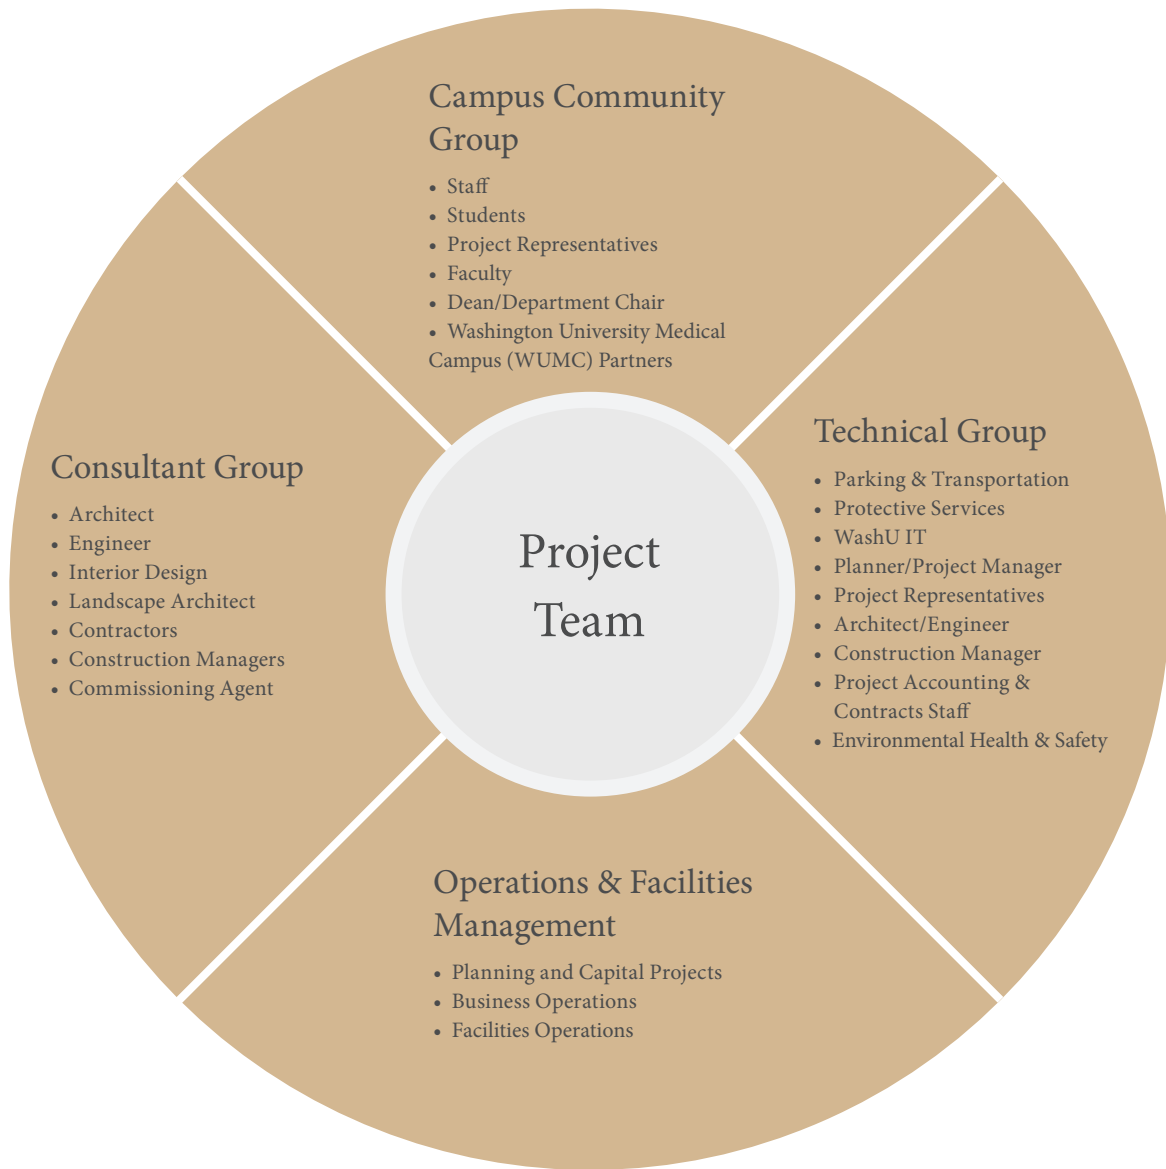 Campus Community
Group
• Staff
• Students
• Project Representatives
• Faculty
• Dean/Department Chair
• Washington University Medical
Campus (WUMC) Partners
Technical Group
• Parking & Transportation
• Protective Services
• WashU IT
• Planner/Project Manager
• Project Representatives
• Architect/Engineer
• Construction Manager
• Project Accounting &
Contracts Staff
• Environmental Health & Safety
Consultant Group
• Architect
• Engineer
• Interior Design
• Landscape Architect
• Contractors
• Construction Managers
• Commissioning Agent
Project
Team
Operations & Facilities
Management
• Planning and Capital Projects
• Business Operations
• Facilities Operations